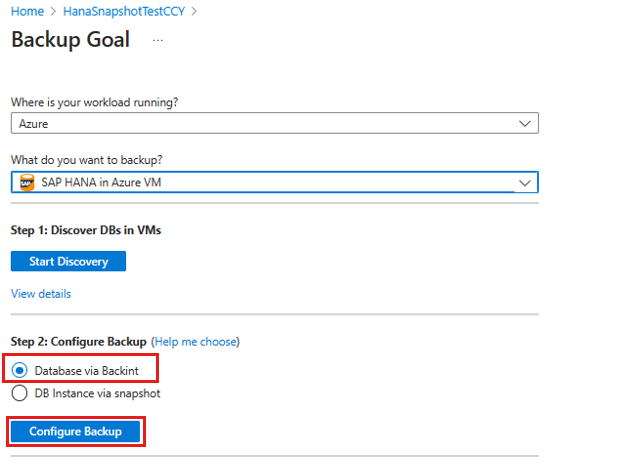 Home > HanaSnapshotTestCCY >
Backup Goal ...
Where is your workload running?
Azure
What do you want to backup?
SAP SAP HANA in Azure VM
Step 1: Discover DBs in VMs
Start Discovery
View details
Step 2: Configure Backup (Help me choose)
Database via Backint
DB Instance via snapshot
Configure Backup